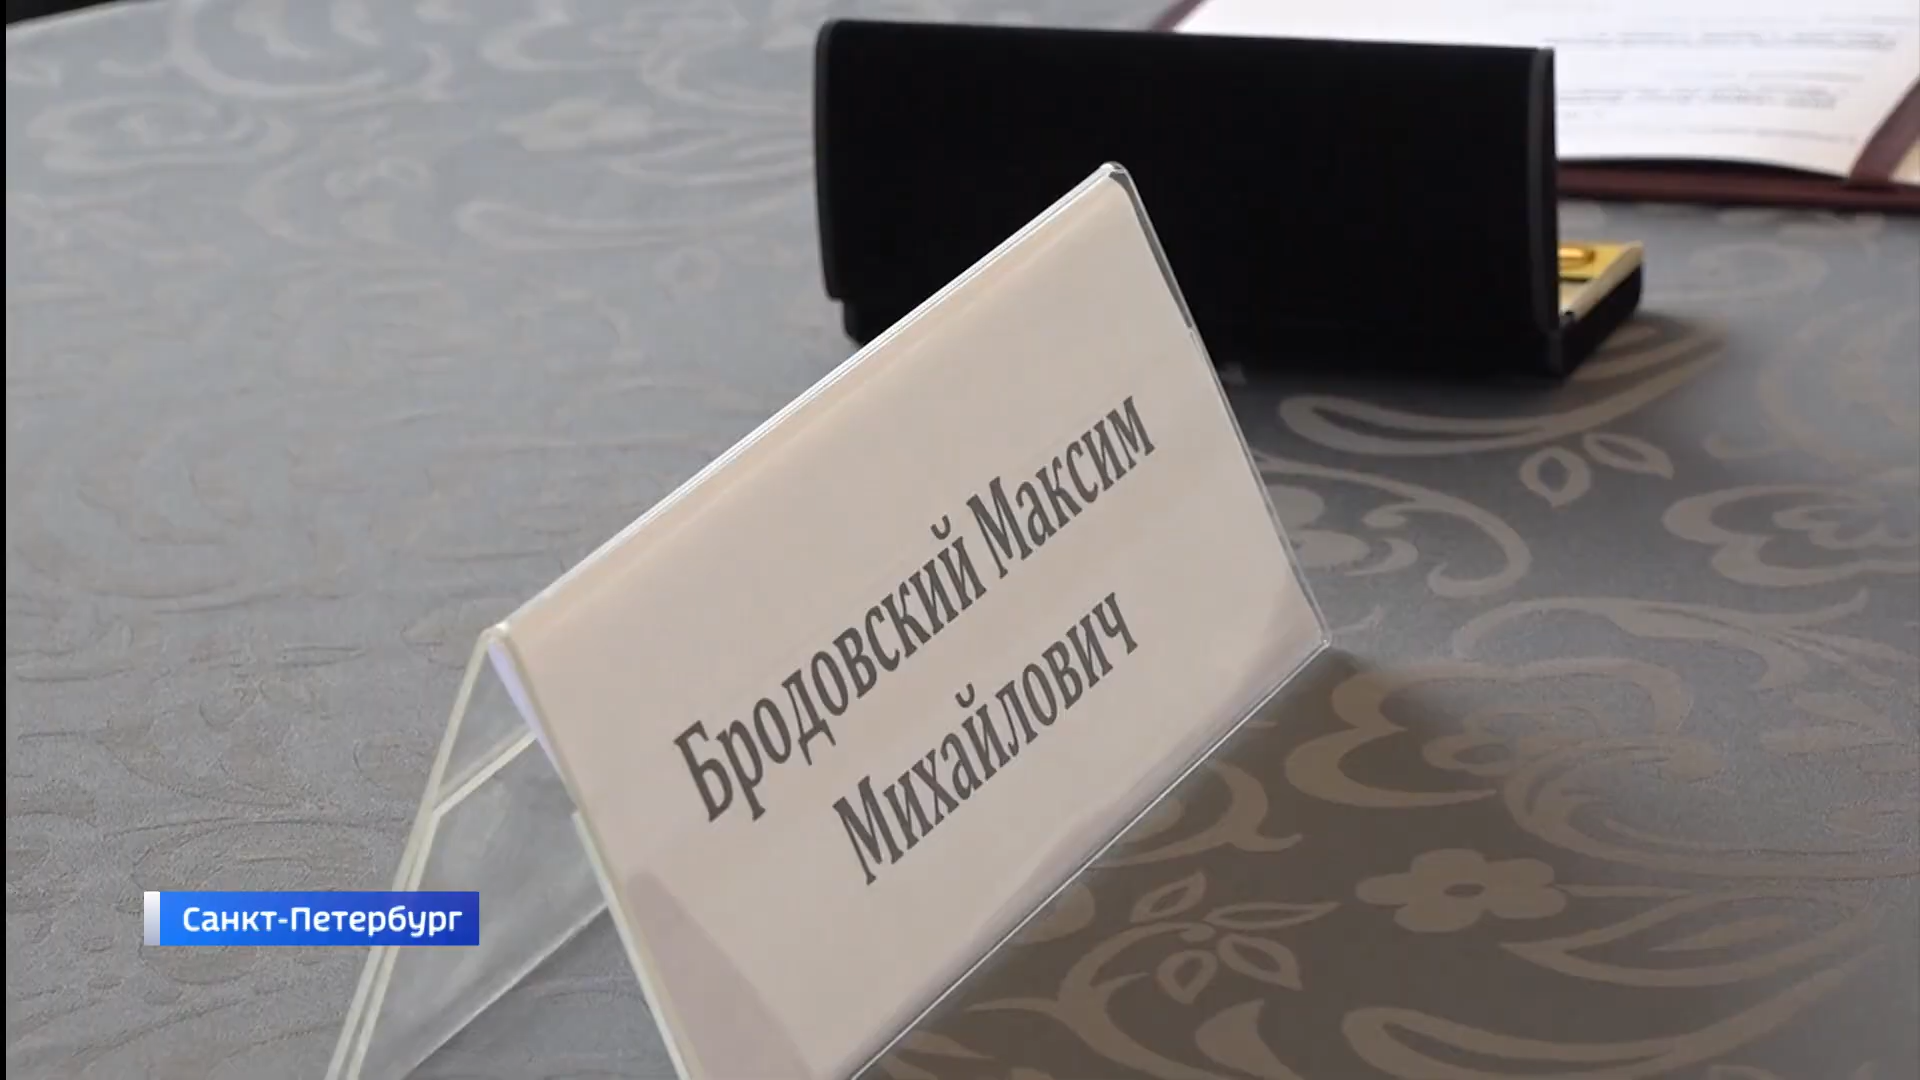 Бродовский Максим
Михайлович
Санкт-Петербург